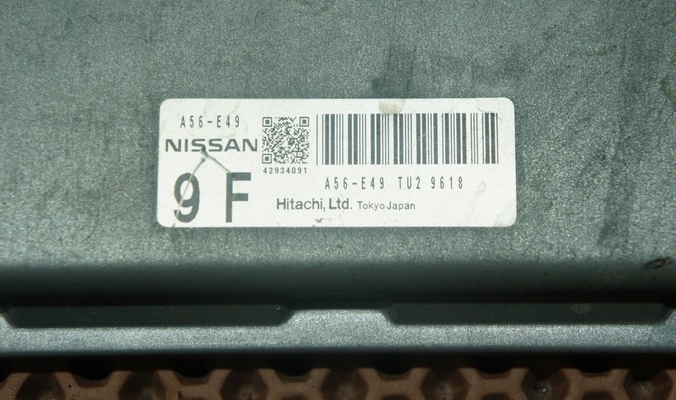 A56-E49
NISSAN
42934091
9 F
A56-E49 TU2 9618
Hitachi, Ltd. Tokyo Japan